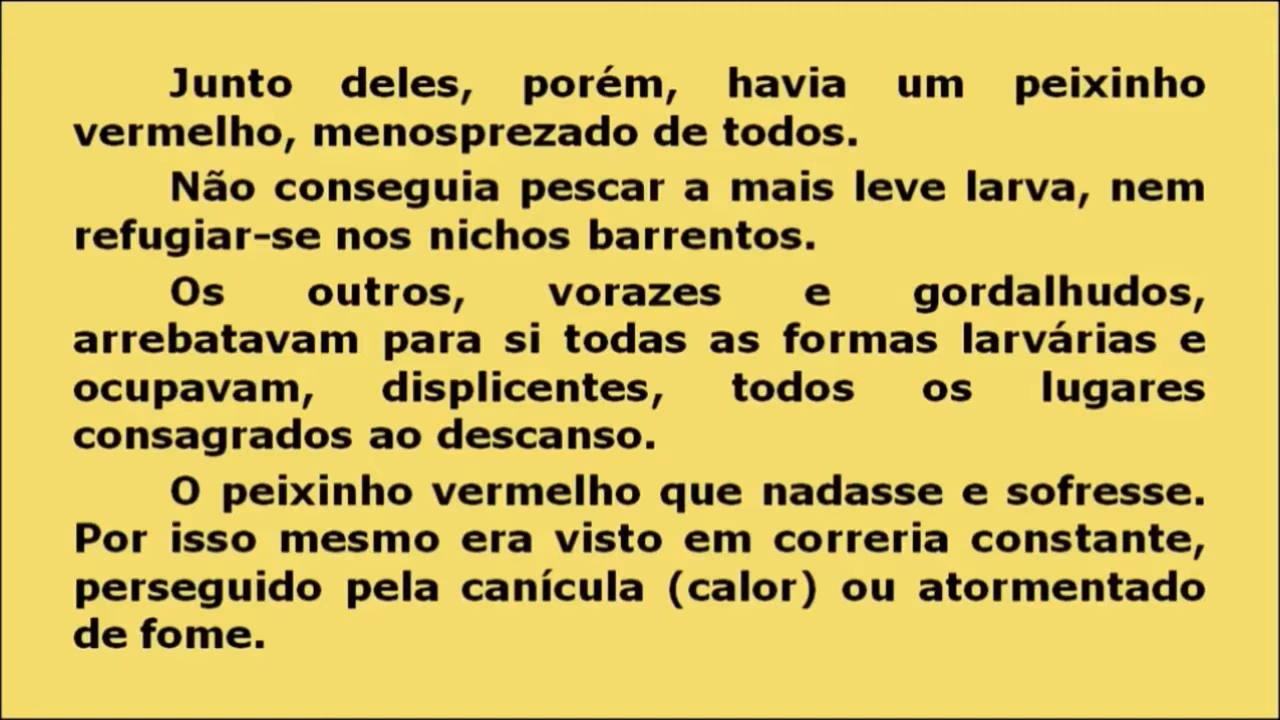 Junto deles, porém, havia um peixinho
vermelho, menosprezado de todos.
Não conseguia pescar a mais leve larva, nem
refugiar-se nos nichos barrentos.
Os outros, vorazes e gordalhudos,
arrebatavam para si todas as formas larvárias e
ocupavam, displicentes, todos os lugares
consagrados ao descanso.
O peixinho vermelho que nadasse e sofresse.
Por isso mesmo era visto em correria constante,
perseguido pela canícula (calor) ou atormentado
de fome.